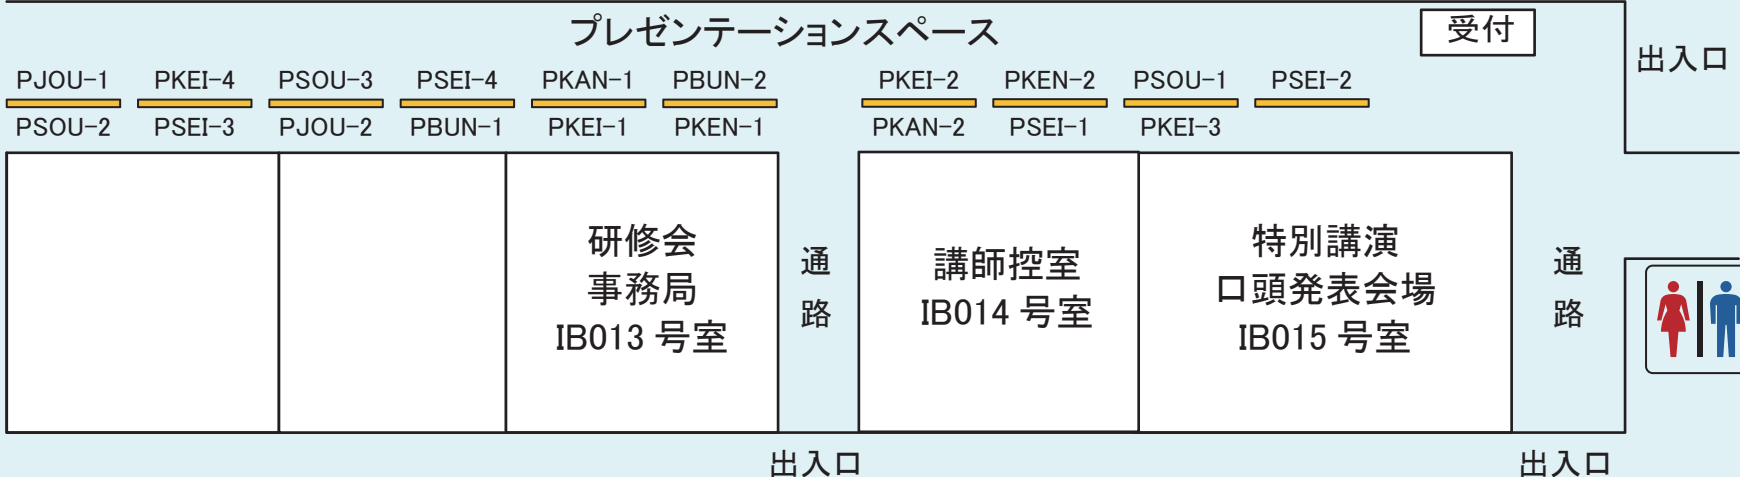 プレゼンテーションスペース
受付
出入口
PJOU-1 PKEI-4 PSOU-3 PSEI-4 PKAN-1 PBUN-2 PKEI-2 PKEN-2 PSOU-1 PSEI-2
PSOU-2 PSEI-3 PJOU-2 PBUN-1 PKEI-1 PKEN-1 PKAN-2 PSEI-1 PKEI-3
研修会
事務局
IB013 号室
通
路
講師控室
IB014 号室
特別講演
口頭発表会場
IB015 号室
通
路
出入口
出入口